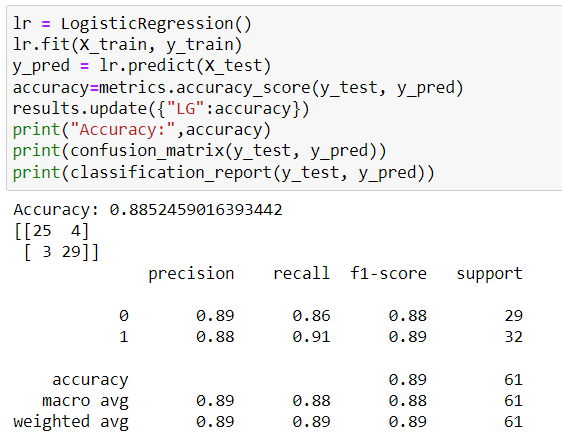 lr = LogisticRegression()
lr.fit(X_train, y_train)
y_pred = lr.predict(X_test)
accuracy=metrics.accuracy_score(y_test, y_pred)
results.update({"LG":accuracy})
print("Accuracy:",accuracy)
print(confusion_matrix(y_test, y_pred))
print(classification_report(y_test, y_pred))
Accuracy: 0.8852459016393442
[[25  4]
 [ 3 29]]
              precision    recall  f1-score   support
           0       0.89      0.86      0.88        29
           1       0.88      0.91      0.89        32
    accuracy                           0.89        61
   macro avg       0.89      0.88      0.88        61
weighted avg       0.89      0.89      0.89        61